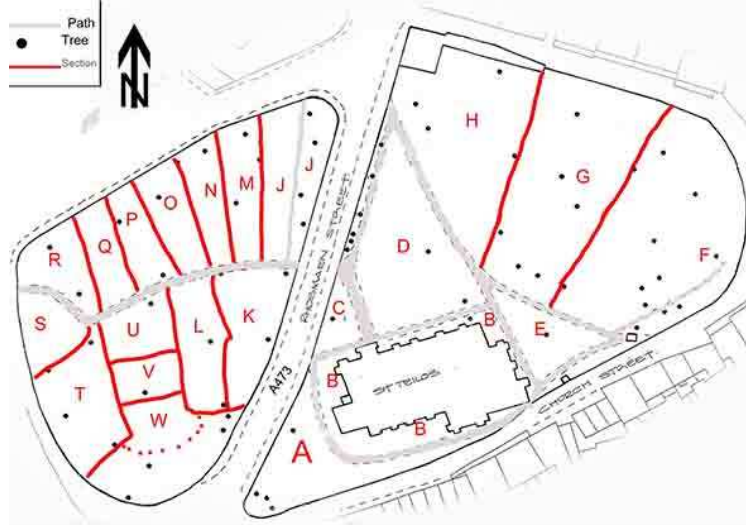 Path
Tree
Section
N
H
G
F
D
C
B
E
B
B
A
ST TEILOS
RHOSMAEN STREET
A473
CHURCH STREET
R
Q
P
O
N
M
J
J
S
U
L
K
T
V
W